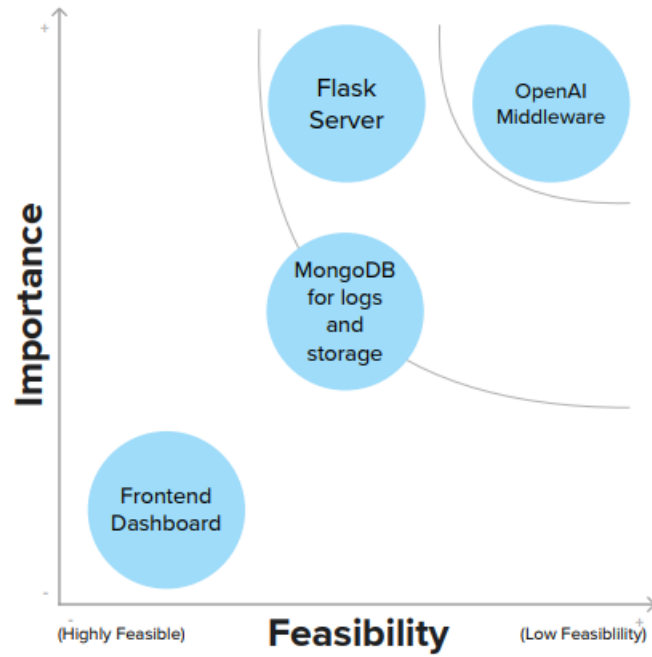 +
Flask
Server
OpenAI
Middleware
Importance
MongoDB
for logs
and
storage
Frontend
Dashboard
-
-
(Highly Feasible)
Feasibility
+
(Low Feasiblility)